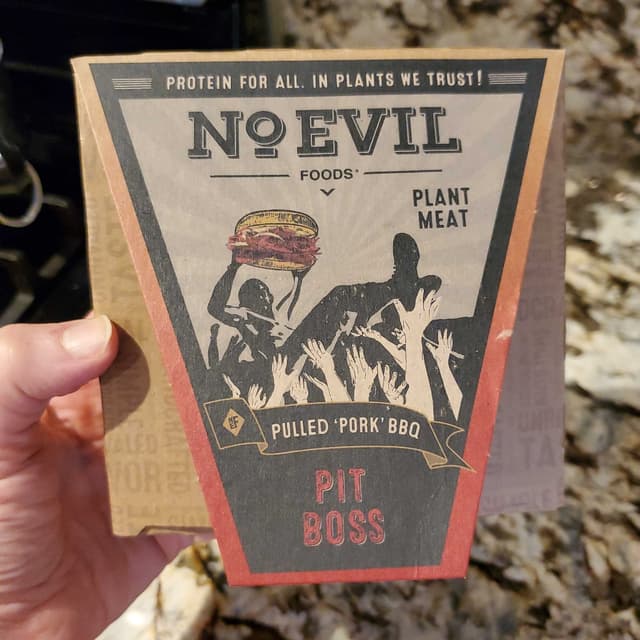 PROTEIN FOR ALL. IN PLANTS WE TRUST!
No EVIL
FOODS
PLANT
MEAT
PULLED 'PORK' BBQ
PIT
BOSS